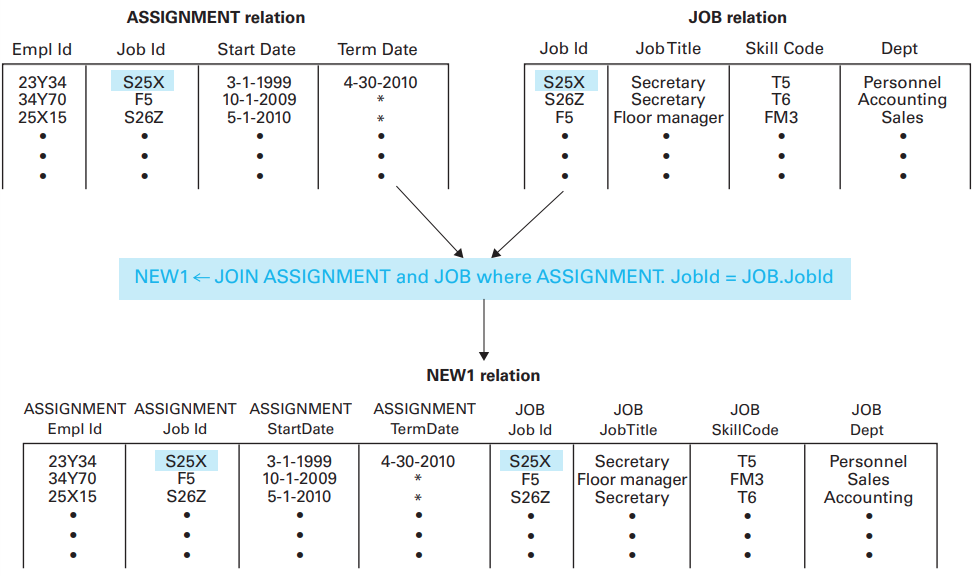 ASSIGNMENT relation
Empl Id Job Id Start Date Term Date
23Y34 S25X 3-1-1999 4-30-2010
34Y70 F5 10-1-2009 *
25X15 S26Z 5-1-2010 *
JOB relation
Job Id Job Title Skill Code Dept
S25X Secretary T5 Personnel
S26Z Secretary T6 Accounting
F5 Floor manager FM3 Sales
NEW1 ← JOIN ASSIGNMENT and JOB where ASSIGNMENT. JobId = JOB.JobId
NEW1 relation
ASSIGNMENT ASSIGNMENT ASSIGNMENT ASSIGNMENT JOB JOB JOB JOB
Empl Id Job Id StartDate TermDate Job Id JobTitle SkillCode Dept
23Y34 S25X 3-1-1999 4-30-2010 S25X Secretary T5 Personnel
34Y70 F5 10-1-2009 * F5 Floor manager FM3 Sales
25X15 S26Z 5-1-2010 * S26Z Secretary T6 Accounting